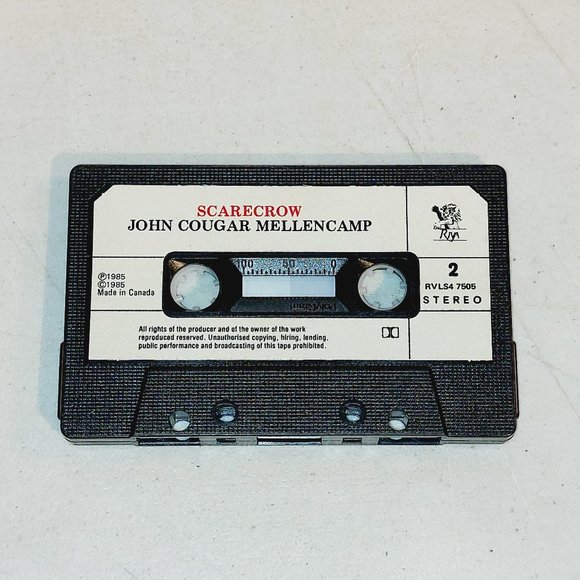 SCARECROW
JOHN COUGAR MELLENCAMP
Riva
100 50 0
2
RVLS4 7505
STEREO
℗1985
©1985
Made in Canada
All rights of the producer and of the owner of the work
reproduced reserved. Unauthorised copying, hiring, lending,
public performance and broadcasting of this tape prohibited.